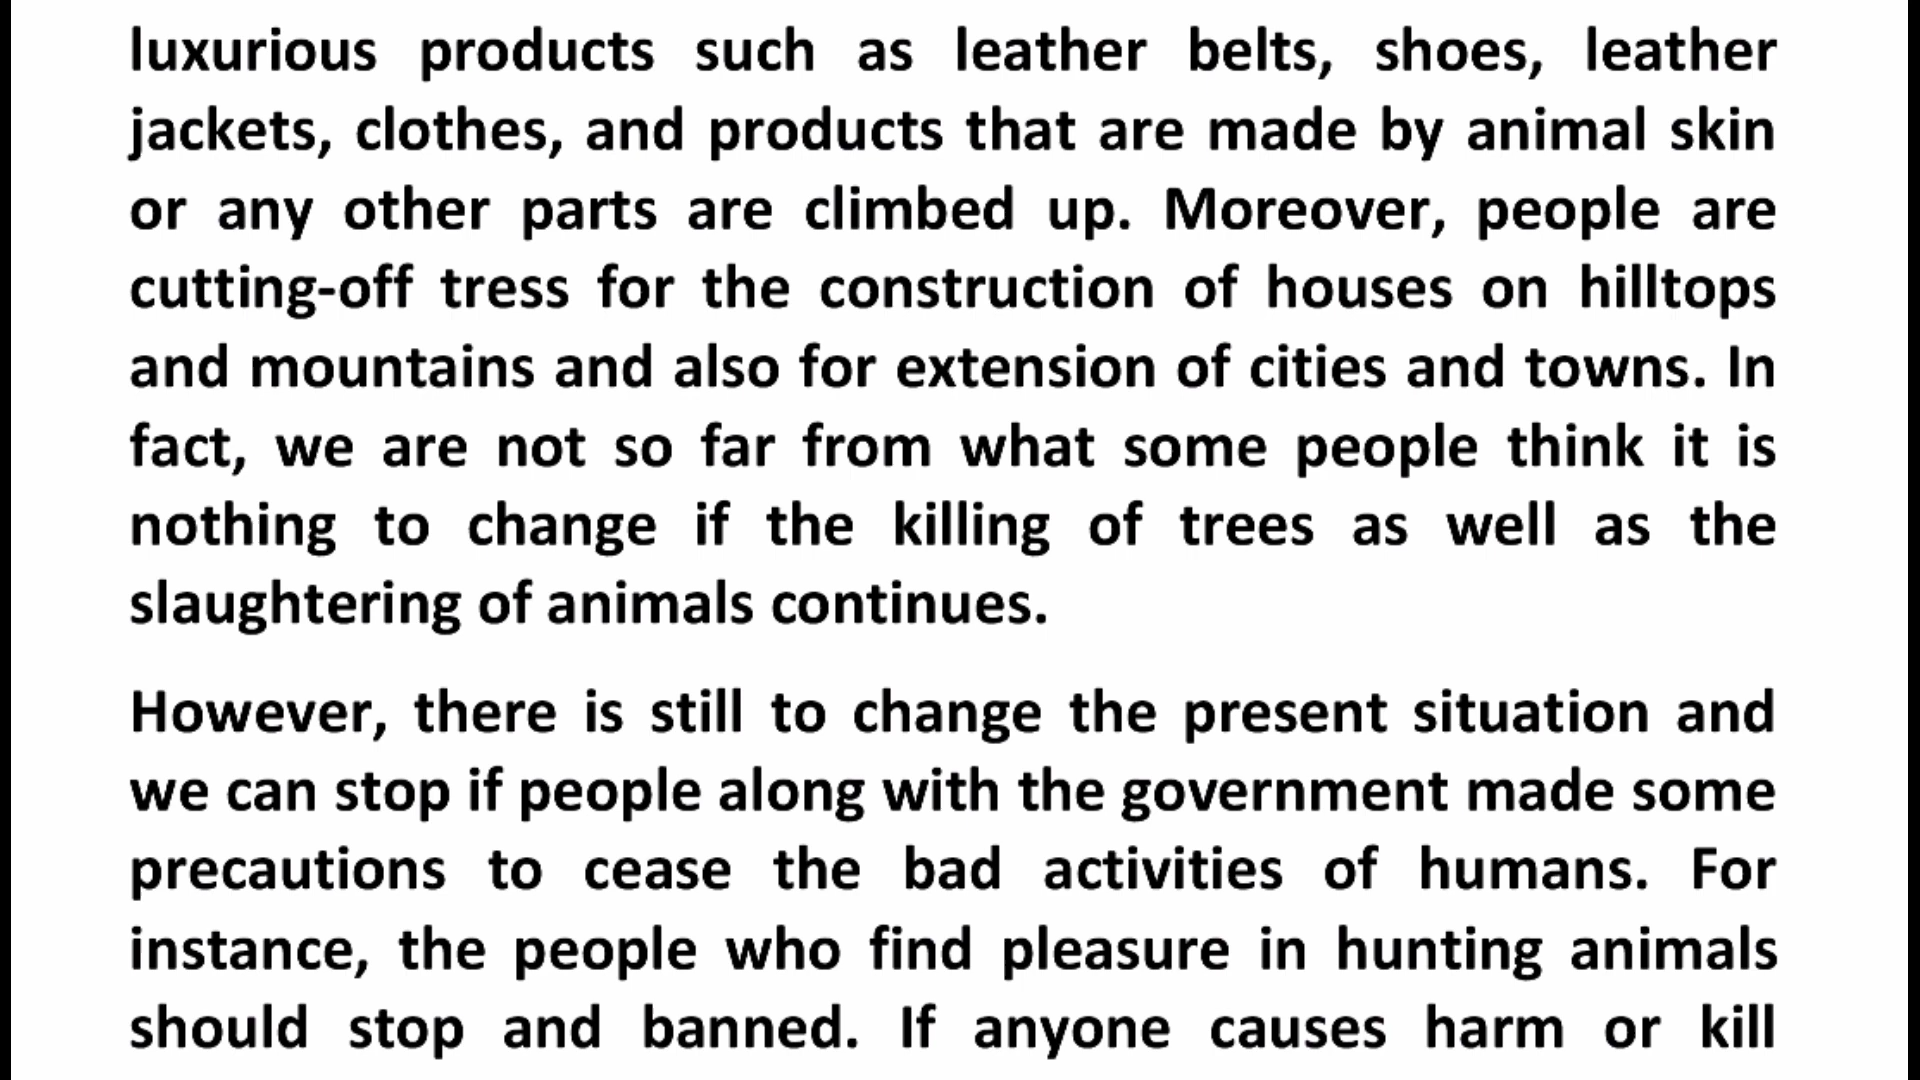 luxurious products such as leather belts, shoes, leather
jackets, clothes, and products that are made by animal skin
or any other parts are climbed up. Moreover, people are
cutting-off tress for the construction of houses on hilltops
and mountains and also for extension of cities and towns. In
fact, we are not so far from what some people think it is
nothing to change if the killing of trees as well as the
slaughtering of animals continues.
However, there is still to change the present situation and
we can stop if people along with the government made some
precautions to cease the bad activities of humans. For
instance, the people who find pleasure in hunting animals
should stop and banned. If anyone causes harm or kill